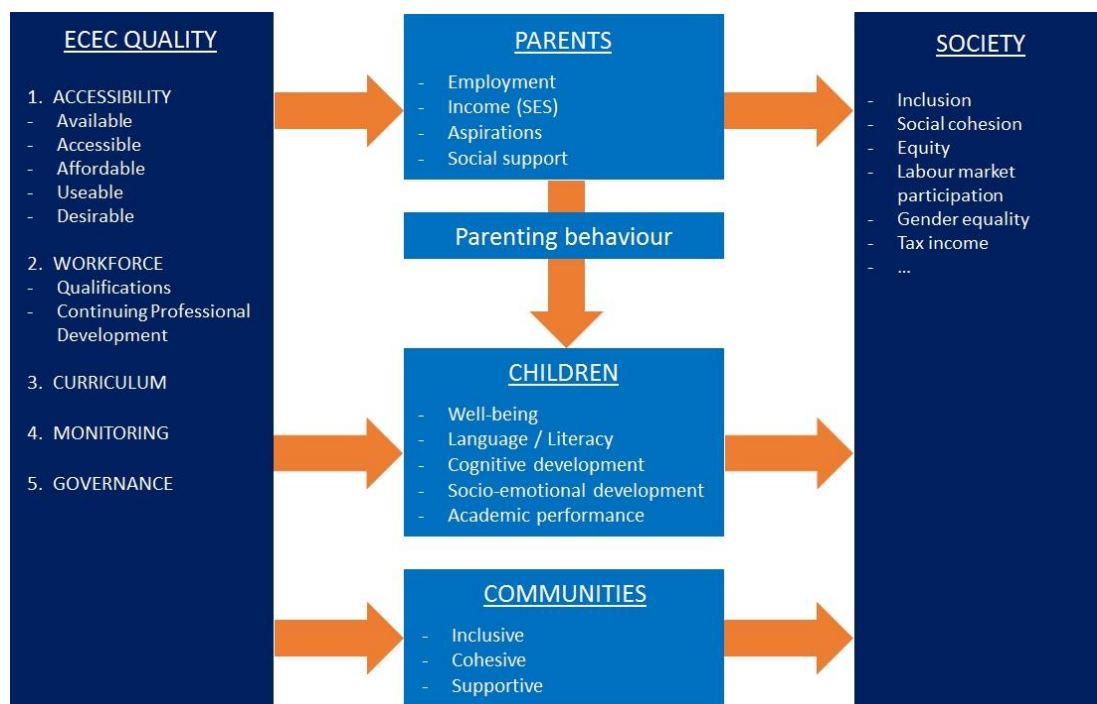 ECEC QUALITY
1. ACCESSIBILITY
- Available
- Accessible
- Affordable
- Useable
- Desirable
2. WORKFORCE
- Qualifications
- Continuing Professional
Development
3. CURRICULUM
4. MONITORING
5. GOVERNANCE
PARENTS
- Employment
- Income (SES)
- Aspirations
- Social support
Parenting behaviour
CHILDREN
- Well-being
- Language / Literacy
- Cognitive development
- Socio-emotional development
- Academic performance
COMMUNITIES
- Inclusive
- Cohesive
- Supportive
SOCIETY
- Inclusion
- Social cohesion
- Equity
- Labour market
participation
- Gender equality
- Tax income
- ...